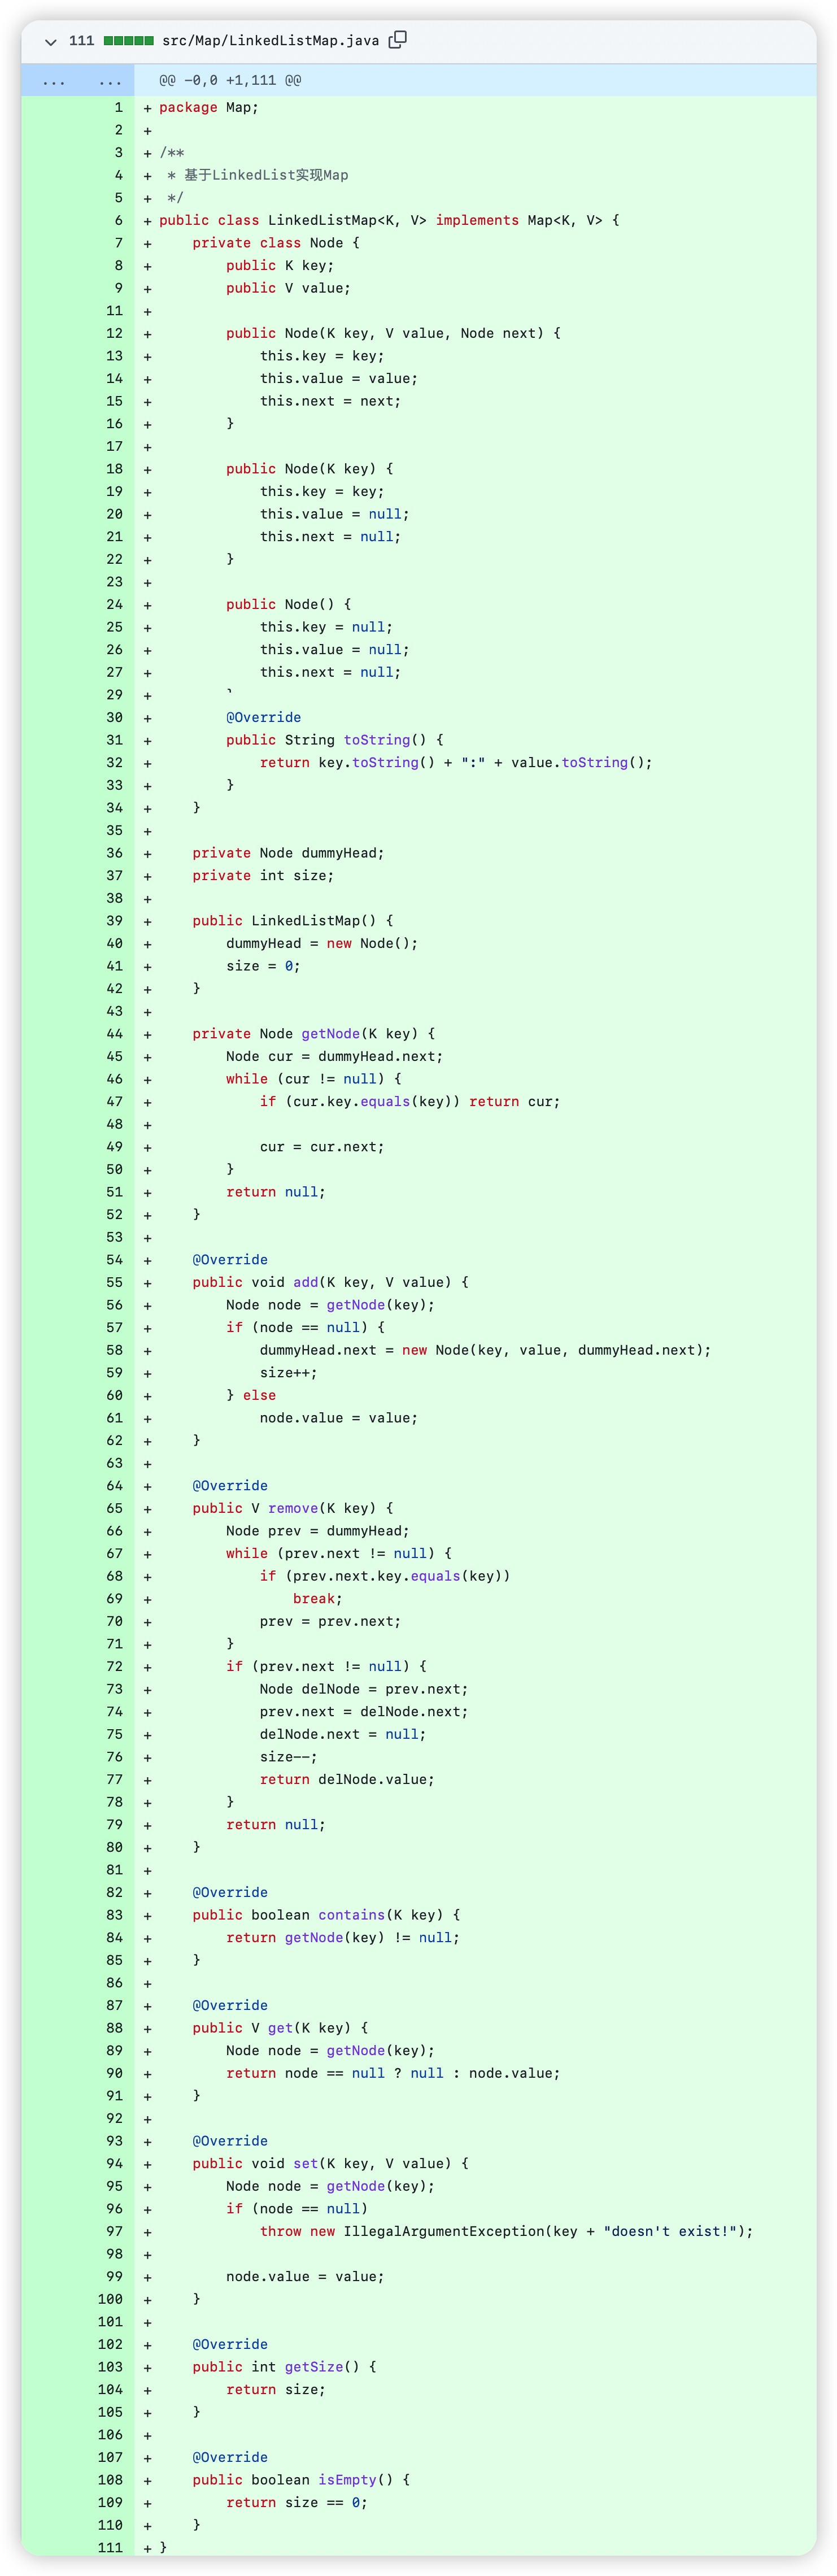 111 src/Map/LinkedListMap.java
... ... @@ -0,0 +1,111 @@
1 + package Map;
2 +
3 + /**
4 + * 基于LinkedList实现Map
5 + */
6 + public class LinkedListMap<K, V> implements Map<K, V> {
7 + private class Node {
8 + public K key;
9 + public V value;
11 +
12 + public Node(K key, V value, Node next) {
13 + this.key = key;
14 + this.value = value;
15 + this.next = next;
16 + }
17 +
18 + public Node(K key) {
19 + this.key = key;
20 + this.value = null;
21 + this.next = null;
22 + }
23 +
24 + public Node() {
25 + this.key = null;
26 + this.value = null;
27 + this.next = null;
29 +
30 + @Override
31 + public String toString() {
32 + return key.toString() + ":" + value.toString();
33 + }
34 + }
35 +
36 + private Node dummyHead;
37 + private int size;
38 +
39 + public LinkedListMap() {
40 + dummyHead = new Node();
41 + size = 0;
42 + }
43 +
44 + private Node getNode(K key) {
45 + Node cur = dummyHead.next;
46 + while (cur != null) {
47 + if (cur.key.equals(key)) return cur;
48 +
49 + cur = cur.next;
50 + }
51 + return null;
52 + }
53 +
54 + @Override
55 + public void add(K key, V value) {
56 + Node node = getNode(key);
57 + if (node == null) {
58 + dummyHead.next = new Node(key, value, dummyHead.next);
59 + size++;
60 + } else
61 + node.value = value;
62 + }
63 +
64 + @Override
65 + public V remove(K key) {
66 + Node prev = dummyHead;
67 + while (prev.next != null) {
68 + if (prev.next.key.equals(key))
69 + break;
70 + prev = prev.next;
71 + }
72 + if (prev.next != null) {
73 + Node delNode = prev.next;
74 + prev.next = delNode.next;
75 + delNode.next = null;
76 + size--;
77 + return delNode.value;
78 + }
79 + return null;
80 + }
81 +
82 + @Override
83 + public boolean contains(K key) {
84 + return getNode(key) != null;
85 + }
86 +
87 + @Override
88 + public V get(K key) {
89 + Node node = getNode(key);
90 + return node == null ? null : node.value;
91 + }
92 +
93 + @Override
94 + public void set(K key, V value) {
95 + Node node = getNode(key);
96 + if (node == null)
97 + throw new IllegalArgumentException(key + "doesn't exist!");
98 +
99 + node.value = value;
100 + }
101 +
102 + @Override
103 + public int getSize() {
104 + return size;
105 + }
106 +
107 + @Override
108 + public boolean isEmpty() {
109 + return size == 0;
110 + }
111 + }